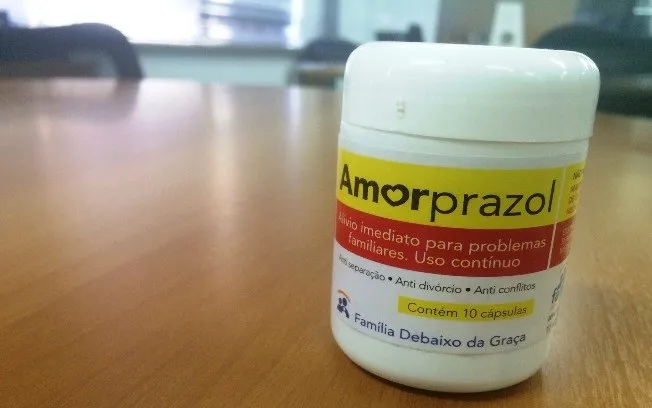 Amorprazol
Alívio imediato para problemas
familiares. Uso contínuo
Anti separação • Anti divórcio • Anti conflitos
Contém 10 cápsulas
Família Debaixo da Graça